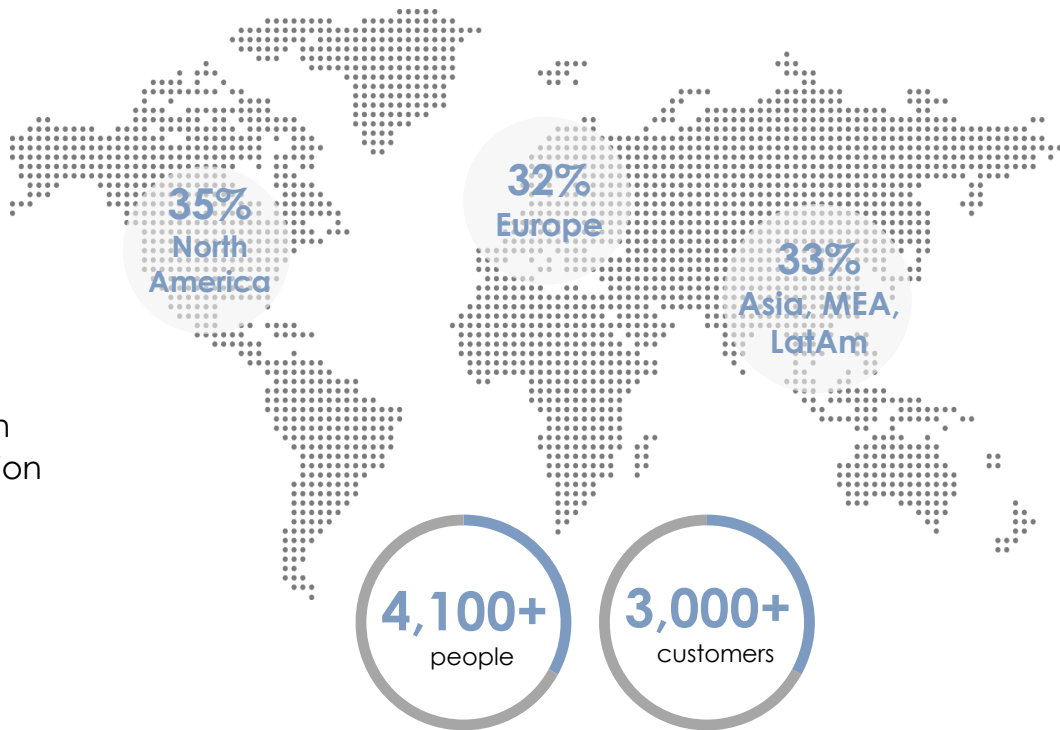 35%
North
America
32%
Europe
33%
Asia, MEA,
LatAm
4,100+
people
3,000+
customers